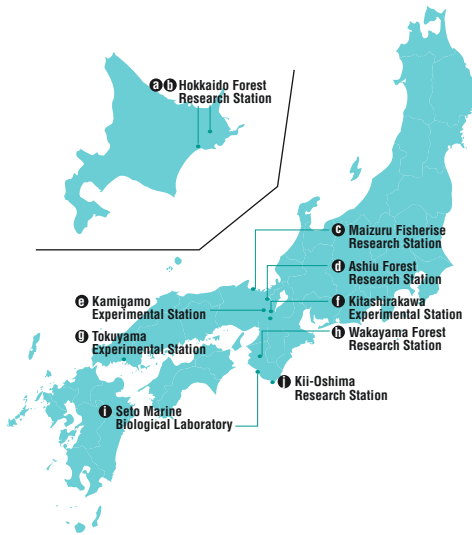 a b Hokkaido Forest
Research Station
c Maizuru Fisherise
Research Station
d Ashiu Forest
Research Station
e Kamigamo
Experimental Station
f Kitashirakawa
Experimental Station
g Tokuyama
Experimental Station
h Wakayama Forest
Research Station
i Seto Marine
Biological Laboratory
j Kii-Oshima
Research Station